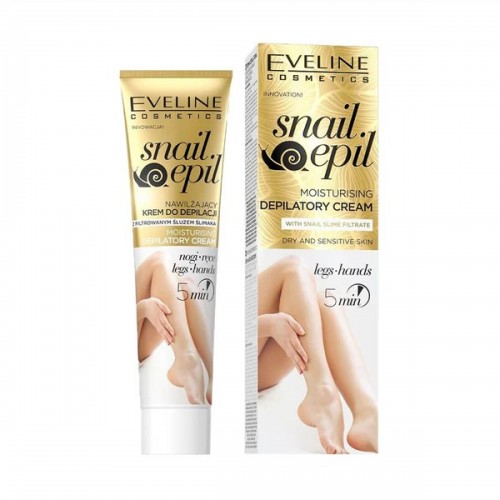 EVELINE
COSMETICS
INNOWACJA!
snail
epil
NAWILŻAJĄCY
KREM DO DEPILACJI
Z FILTROWANYM ŚLUZEM ŚLIMAKA
MOISTURISING
DEPILATORY CREAM
nogi·ręce
legs·hands
5 min
EVELINE
COSMETICS
INNOVATION!
snail
epil
MOISTURISING
DEPILATORY CREAM
WITH SNAIL SLIME FILTRATE
DRY AND SENSITIVE SKIN
legs·hands
5 min